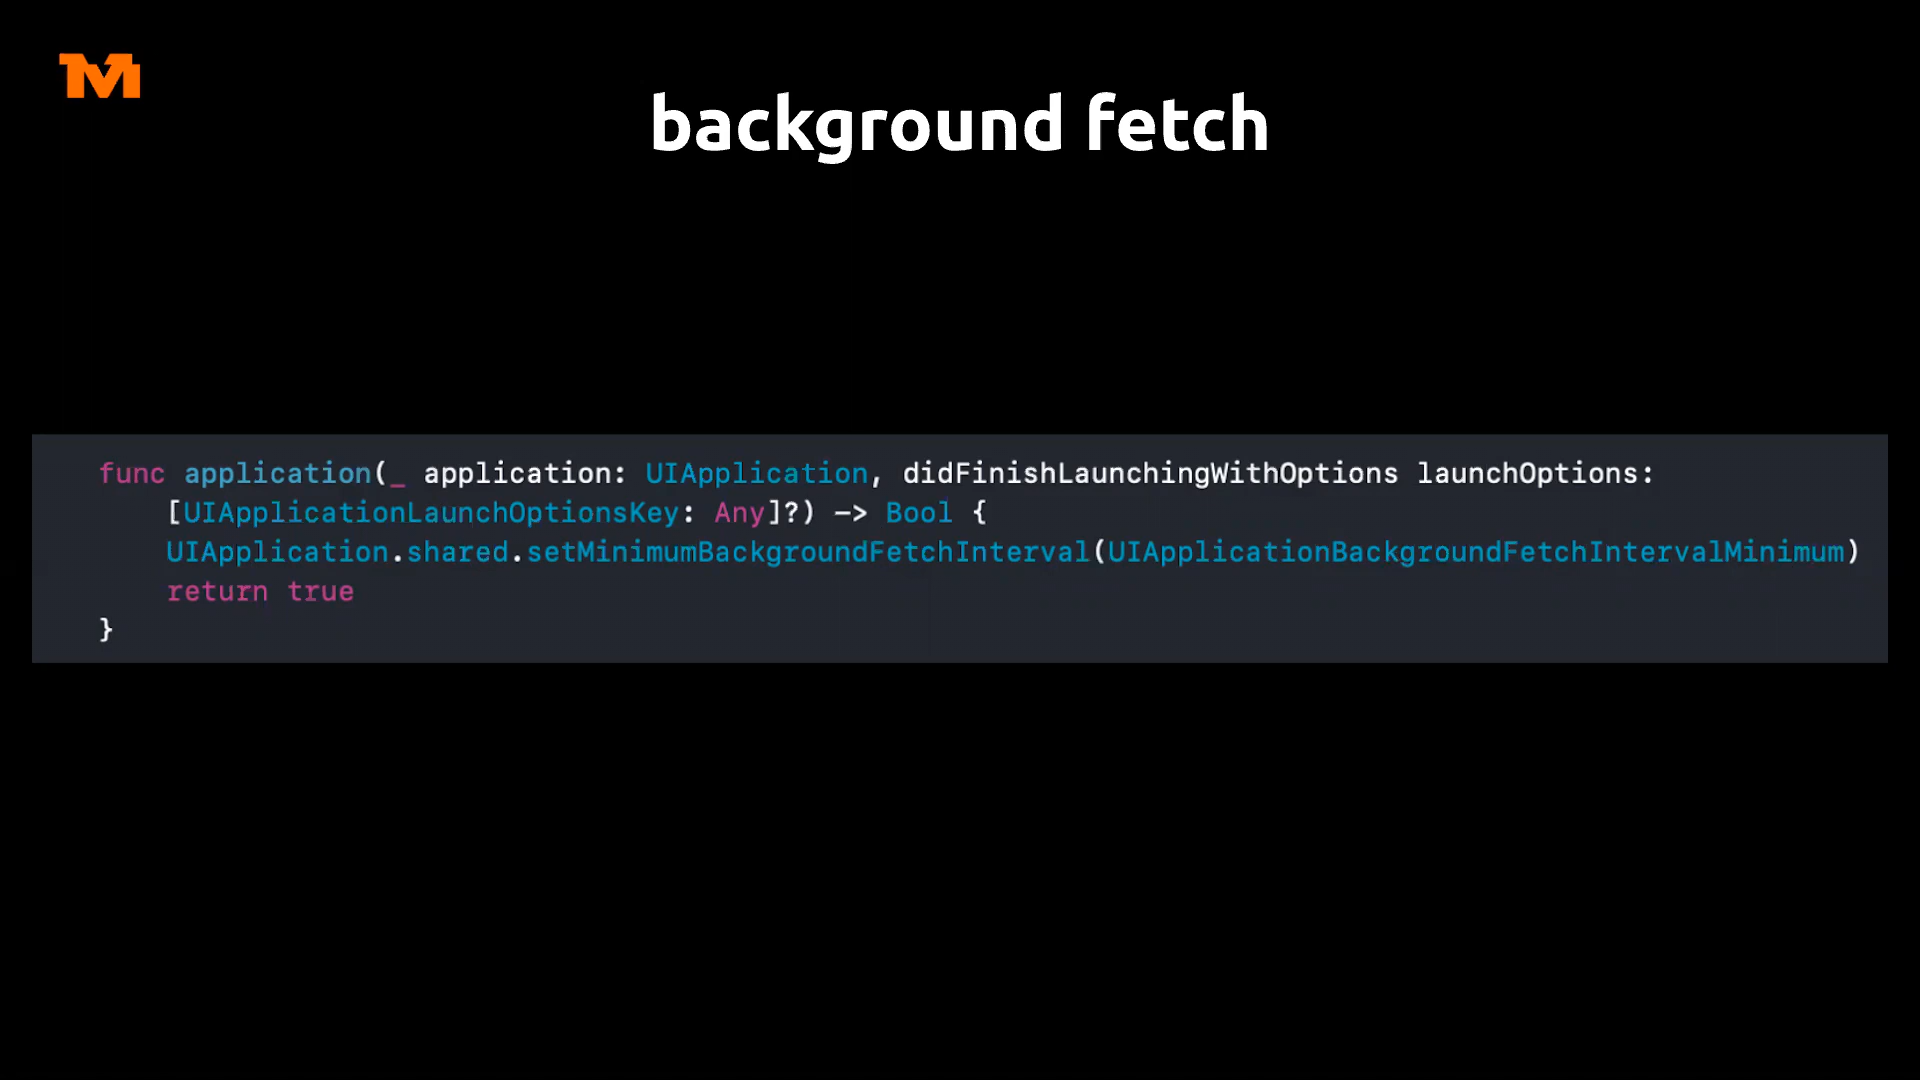 M
background fetch
func application(_ application: UIApplication, didFinishLaunchingWithOptions launchOptions:
[UIApplicationLaunchOptionsKey: Any]?) -> Bool {
UIApplication.shared.setMinimumBackgroundFetchInterval(UIApplicationBackgroundFetchIntervalMinimum)
return true
}